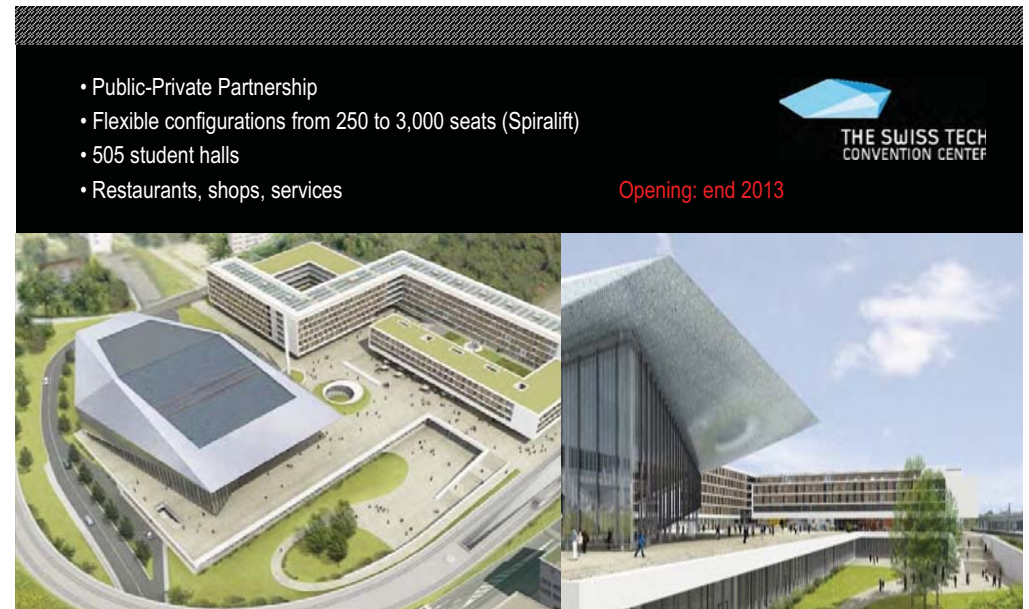 • Public-Private Partnership
• Flexible configurations from 250 to 3,000 seats (Spiralift)
• 505 student halls
• Restaurants, shops, services
Opening: end 2013
THE SWISS TECH
CONVENTION CENTER